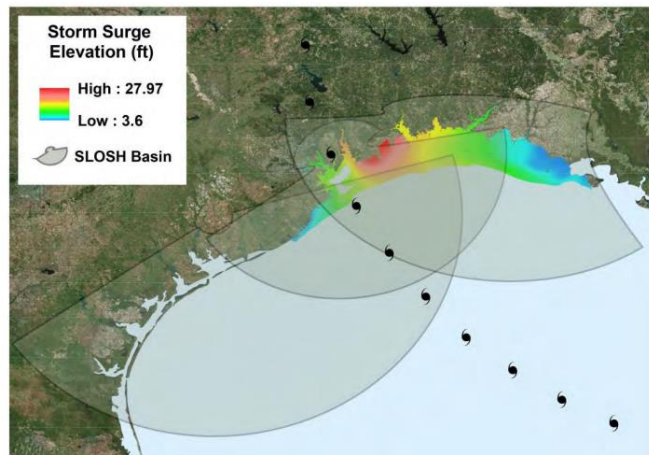 Storm Surge
Elevation (ft)
High : 27.97
Low : 3.6
SLOSH Basin